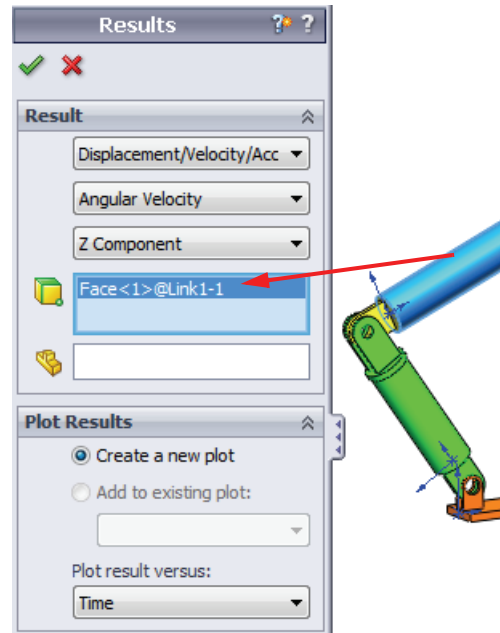 Results
? ?
Result
Displacement/Velocity/Acc
Angular Velocity
Z Component
Face<1>@Link1-1
Plot Results
Create a new plot
Add to existing plot:
Plot result versus:
Time